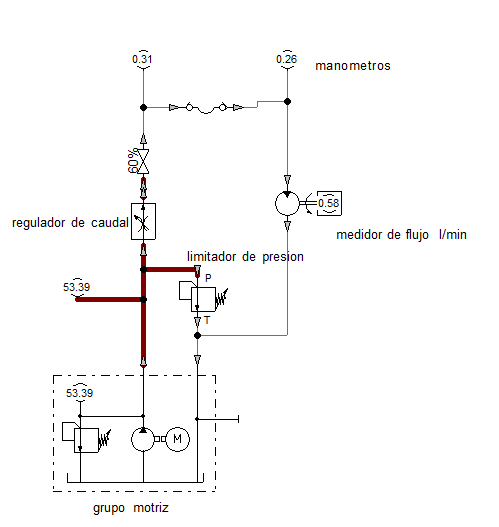 0.31
0.26
manometros
60%
0.58
regulador de caudal
medidor de flujo l/min
limitador de presion
P
53.39
T
53.39
M
grupo motriz